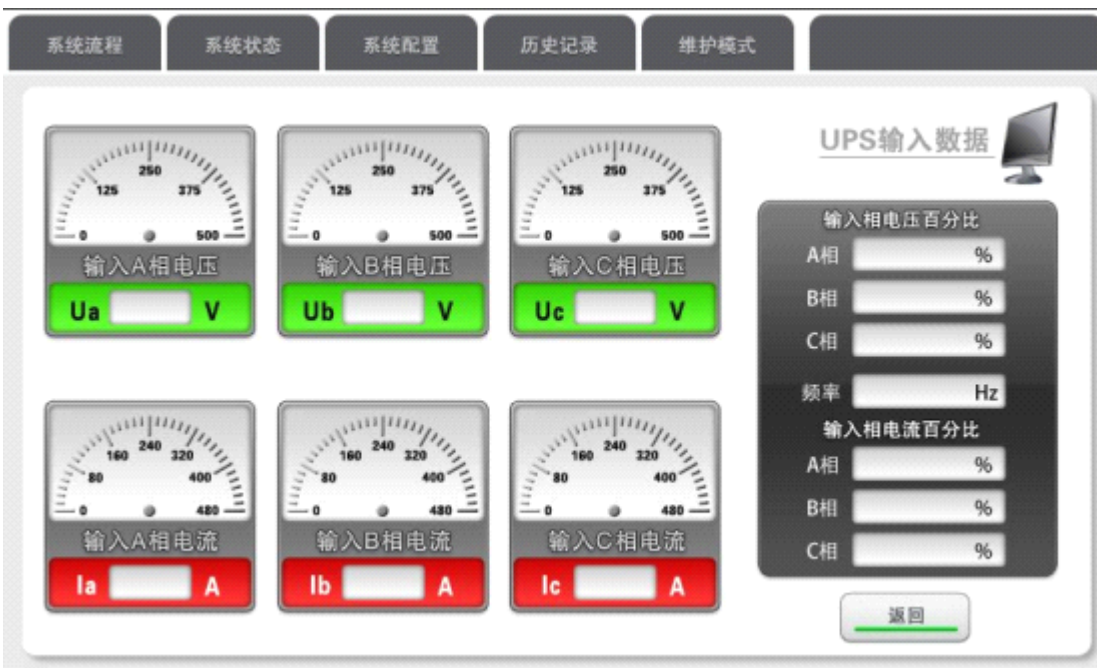 系统流程 系统状态 系统配置 历史记录 维护模式
UPS输入数据
0 125 250 375 500
输入A相电压
Ua V
0 125 250 375 500
输入B相电压
Ub V
0 125 250 375 500
输入C相电压
Uc V
0 80 160 240 320 400 480
输入A相电流
Ia A
0 80 160 240 320 400 480
输入B相电流
Ib A
0 80 160 240 320 400 480
输入C相电流
Ic A
输入相电压百分比
A相 %
B相 %
C相 %
频率 Hz
输入相电流百分比
A相 %
B相 %
C相 %
返回